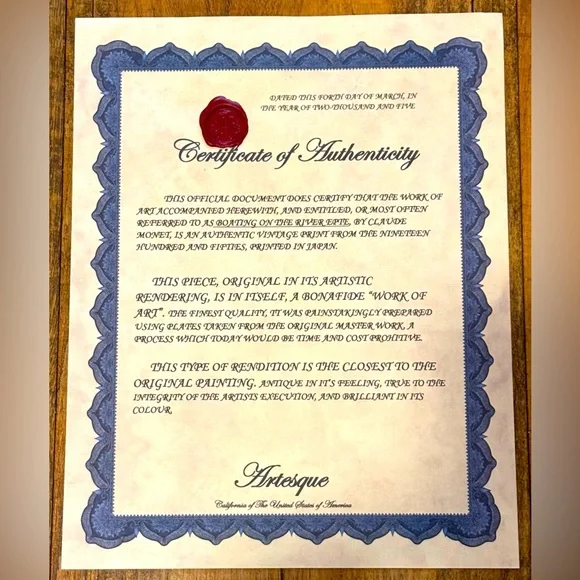 DATED THIS FORTH DAY OF MARCH, IN
THE YEAR OF TWO-THOUSAND AND FIVE
Certificate of Authenticity
THIS OFFICIAL DOCUMENT DOES CERTIFY THAT THE WORK OF
ART ACCOMPANIED HEREWITH, AND ENTITLED, OR MOST OFTEN
REFERRED TO AS BOATING ON THE RIVER EPTE, BY CLAUDE
MONET, IS AN AUTHENTIC VINTAGE PRINT FROM THE NINETEEN
HUNDRED AND FIFTIES, PRINTED IN JAPAN.
THIS PIECE, ORIGINAL IN ITS ARTISTIC
RENDERING, IS IN ITSELF, A BONAFIDE "WORK OF
ART". THE FINEST QUALITY, IT WAS PAINSTAKINGLY PREPARED
USING PLATES TAKEN FROM THE ORIGINAL MASTER WORK, A
PROCESS WHICH TODAY WOULD BE TIME AND COST PROHITIVE.
THIS TYPE OF RENDITION IS THE CLOSEST TO THE
ORIGINAL PAINTING. ANTIQUE IN IT'S FEELING, TRUE TO THE
INTEGRITY OF THE ARTISTS EXECUTION, AND BRILLIANT IN ITS
COLOUR.
Artesque
California of The United States of America